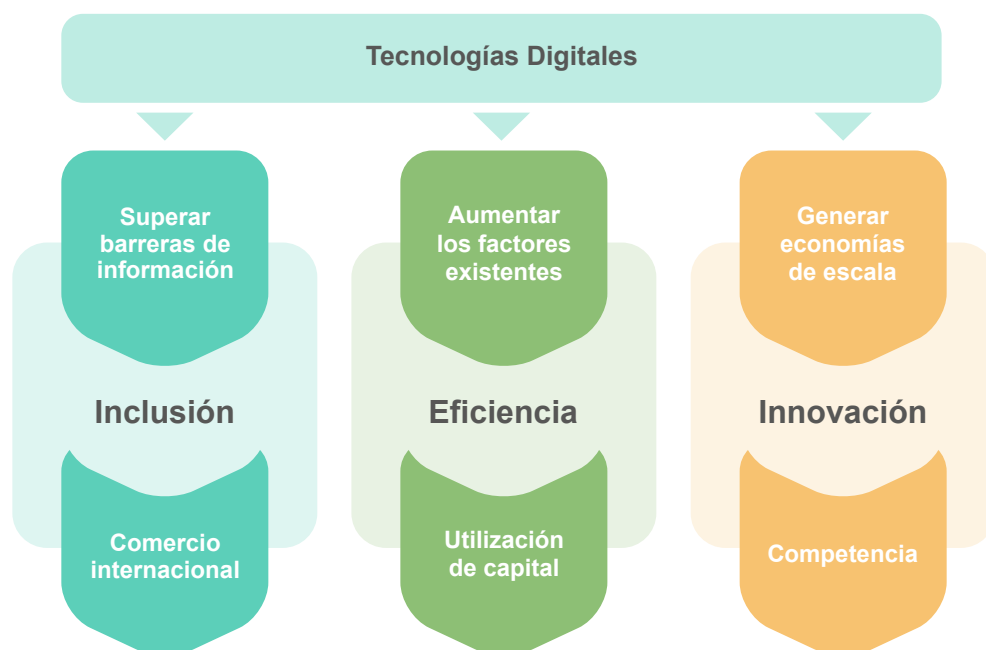 Tecnologías Digitales
Superar
barreras de
información
Aumentar
los factores
existentes
Generar
economías
de escala
Inclusión
Eficiencia
Innovación
Comercio
internacional
Utilización
de capital
Competencia